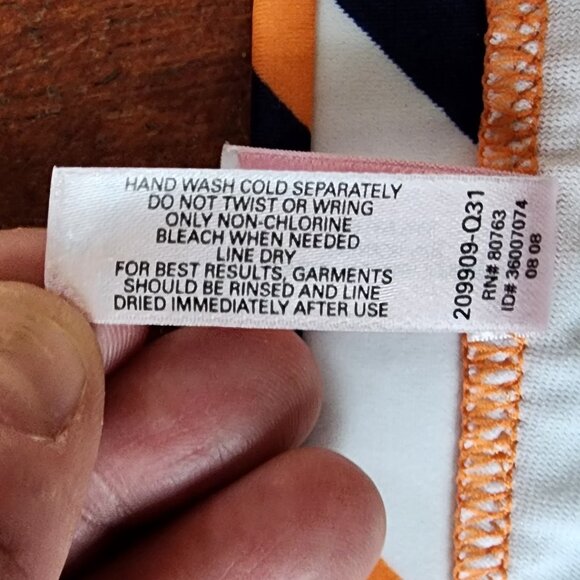 HAND WASH COLD SEPARATELY
DO NOT TWIST OR WRING
ONLY NON-CHLORINE
BLEACH WHEN NEEDED
LINE DRY
FOR BEST RESULTS, GARMENTS
SHOULD BE RINSED AND LINE
DRIED IMMEDIATELY AFTER USE
209909-Q31
RN# 80763
ID# 36007074
08 08